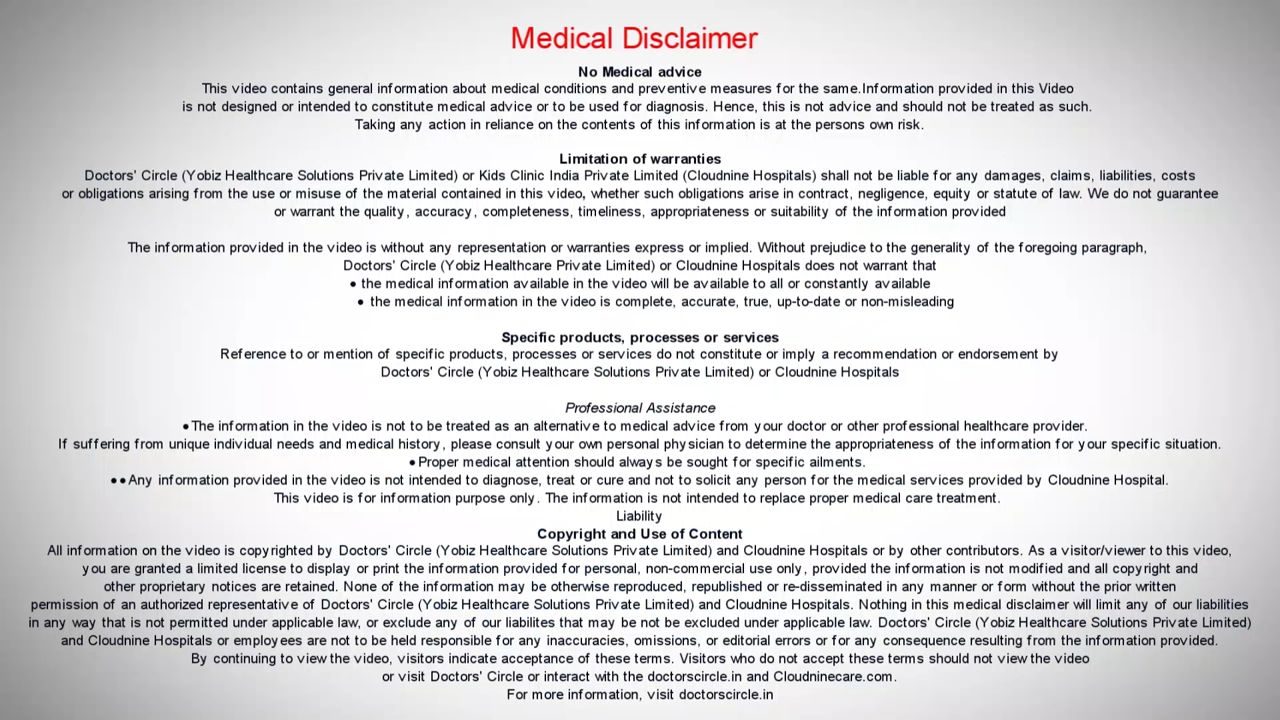 Medical Disclaimer
No Medical advice
This video contains general information about medical conditions and preventive measures for the same.Information provided in this Video
is not designed or intended to constitute medical advice or to be used for diagnosis. Hence, this is not advice and should not be treated as such.
Taking any action in reliance on the contents of this information is at the persons own risk.
Limitation of warranties
Doctors' Circle (Yobiz Healthcare Solutions Private Limited) or Kids Clinic India Private Limited (Cloudnine Hospitals) shall not be liable for any damages, claims, liabilities, costs
or obligations arising from the use or misuse of the material contained in this video, whether such obligations arise in contract, negligence, equity or statute of law. We do not guarantee
or warrant the quality, accuracy, completeness, timeliness, appropriateness or suitability of the information provided
The information provided in the video is without any representation or warranties express or implied. Without prejudice to the generality of the foregoing paragraph,
Doctors' Circle (Yobiz Healthcare Private Limited) or Cloudnine Hospitals does not warrant that
• the medical information available in the video will be available to all or constantly available
• the medical information in the video is complete, accurate, true, up-to-date or non-misleading
Specific products, processes or services
Reference to or mention of specific products, processes or services do not constitute or imply a recommendation or endorsement by
Doctors' Circle (Yobiz Healthcare Solutions Private Limited) or Cloudnine Hospitals
Professional Assistance
•The information in the video is not to be treated as an alternative to medical advice from your doctor or other professional healthcare provider.
If suffering from unique individual needs and medical history, please consult your own personal physician to determine the appropriateness of the information for your specific situation.
•Proper medical attention should always be sought for specific ailments.
••Any information provided in the video is not intended to diagnose, treat or cure and not to solicit any person for the medical services provided by Cloudnine Hospital.
This video is for information purpose only. The information is not intended to replace proper medical care treatment.
Liability
Copyright and Use of Content
All information on the video is copyrighted by Doctors' Circle (Yobiz Healthcare Solutions Private Limited) and Cloudnine Hospitals or by other contributors. As a visitor/viewer to this video,
you are granted a limited license to display or print the information provided for personal, non-commercial use only, provided the information is not modified and all copyright and
other proprietary notices are retained. None of the information may be otherwise reproduced, republished or re-disseminated in any manner or form without the prior written
permission of an authorized representative of Doctors' Circle (Yobiz Healthcare Solutions Private Limited) and Cloudnine Hospitals. Nothing in this medical disclaimer will limit any of our liabilities
in any way that is not permitted under applicable law, or exclude any of our liabilites that may be not be excluded under applicable law. Doctors' Circle (Yobiz Healthcare Solutions Private Limited)
and Cloudnine Hospitals or employees are not to be held responsible for any inaccuracies, omissions, or editorial errors or for any consequence resulting from the information provided.
By continuing to view the video, visitors indicate acceptance of these terms. Visitors who do not accept these terms should not view the video
or visit Doctors' Circle or interact with the doctorscircle.in and Cloudninecare.com.
For more information, visit doctorscircle.in